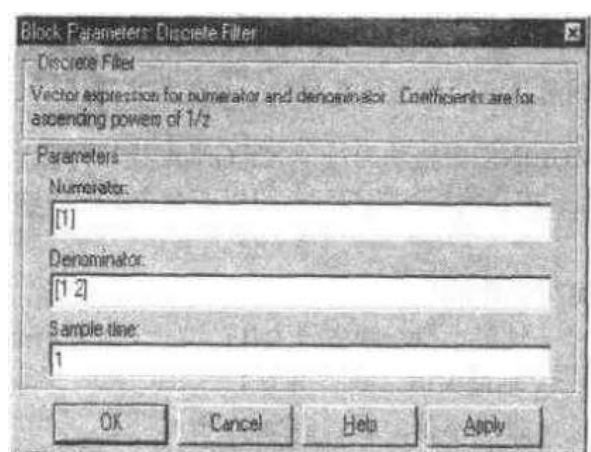 Block Parameters: Discrete Filter
Discrete Filter
Vector expression for numerator and denominator. Coefficients are for
ascending powers of 1/z
Parameters
Numerator:
[1]
Denominator:
[1 2]
Sample time:
1
OK Cancel Help Apply